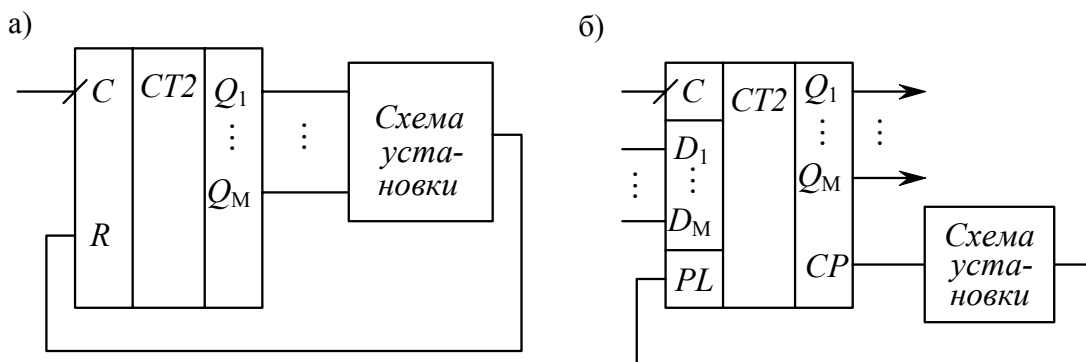 а)
C
CT2
Q1
⋮
⋮
QM
R
Схема
уста-
новки
б)
C
CT2
Q1
⋮
⋮
QM
D1
⋮
⋮
DM
PL
CP
Схема
уста-
новки